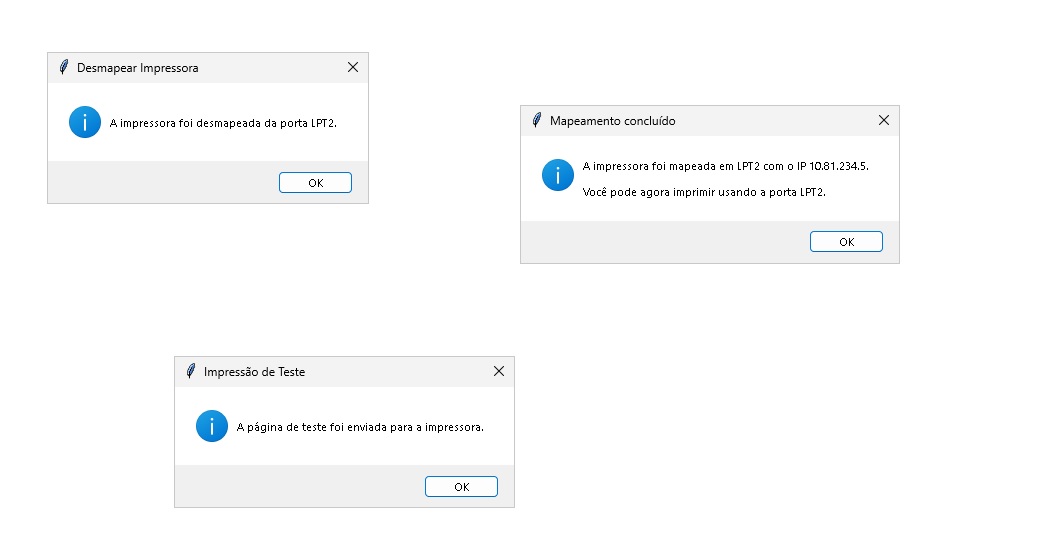 Desmapear Impressora
A impressora foi desmapeada da porta LPT2.
OK
Mapeamento concluído
A impressora foi mapeada em LPT2 com o IP 10.81.234.5.
Você pode agora imprimir usando a porta LPT2.
OK
Impressão de Teste
A página de teste foi enviada para a impressora.
OK